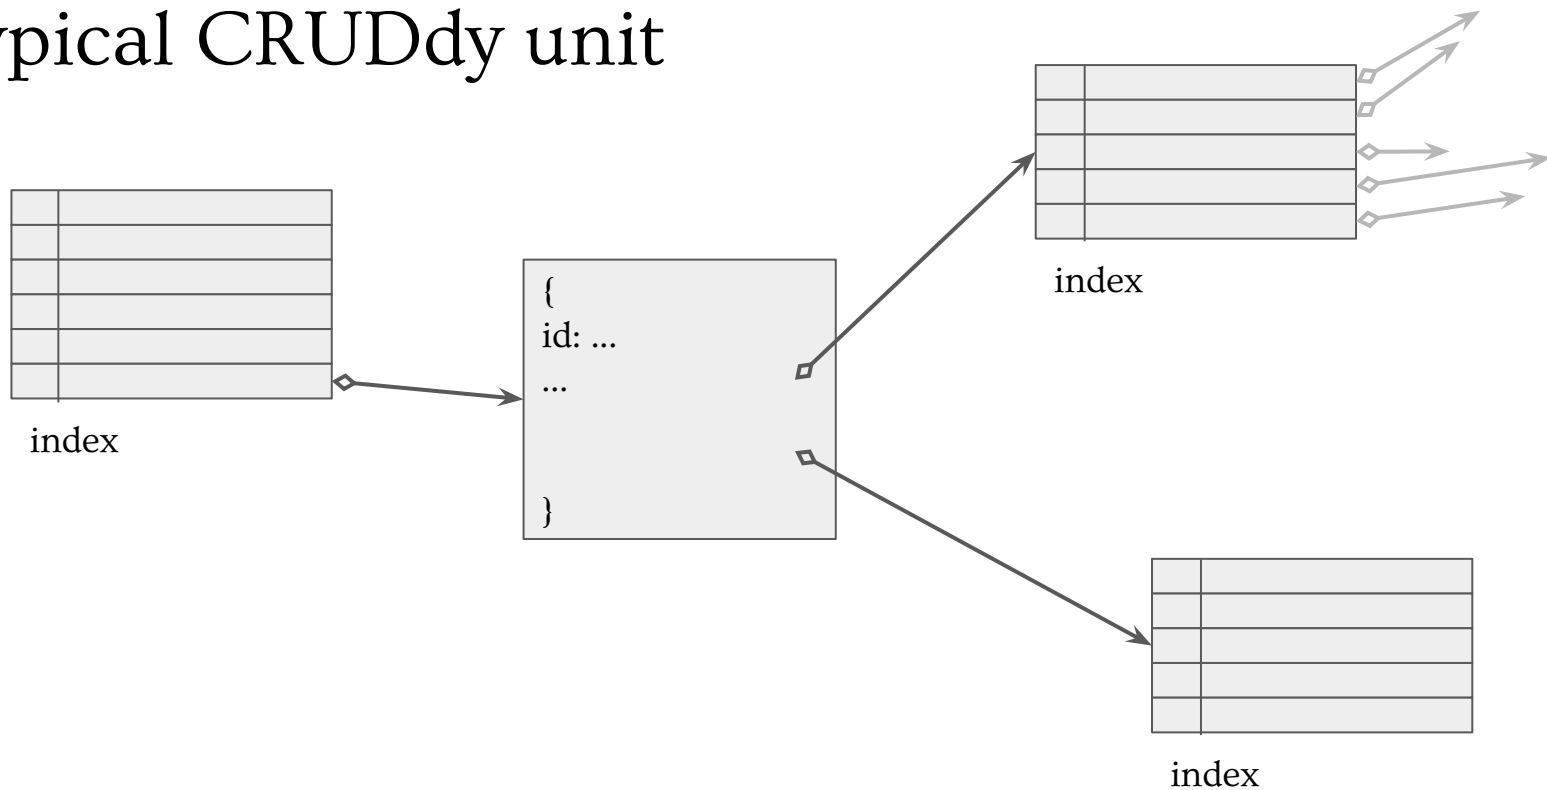 ypical CRUDdy unit
index
{
id: ...
...
}
index
index